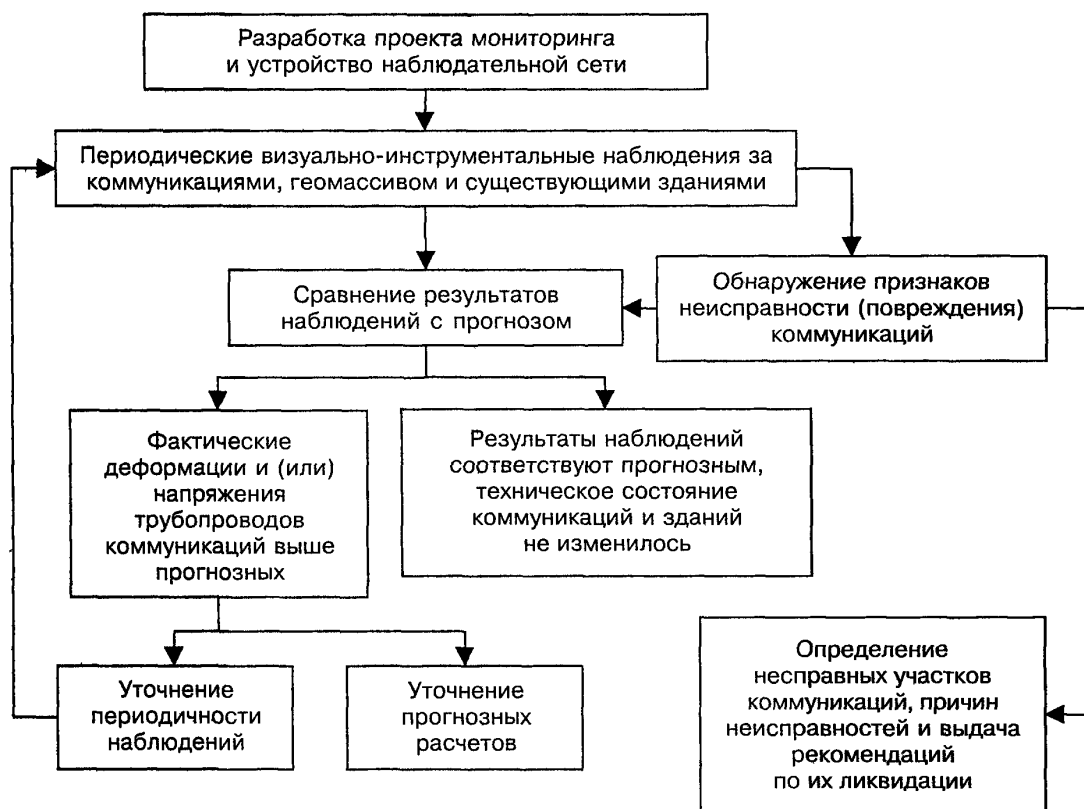 Разработка проекта мониторинга
и устройство наблюдательной сети
Периодические визуально-инструментальные наблюдения за
коммуникациями, геомассивом и существующими зданиями
Сравнение результатов
наблюдений с прогнозом
Обнаружение признаков
неисправности (повреждения)
коммуникаций
Фактические
деформации и (или)
напряжения
трубопроводов
коммуникаций выше
прогнозных
Результаты наблюдений
соответствуют прогнозным,
техническое состояние
коммуникаций и зданий
не изменилось
Уточнение
периодичности
наблюдений
Уточнение
прогнозных
расчетов
Определение
несправных участков
коммуникаций, причин
неисправностей и выдача
рекомендаций
по их ликвидации